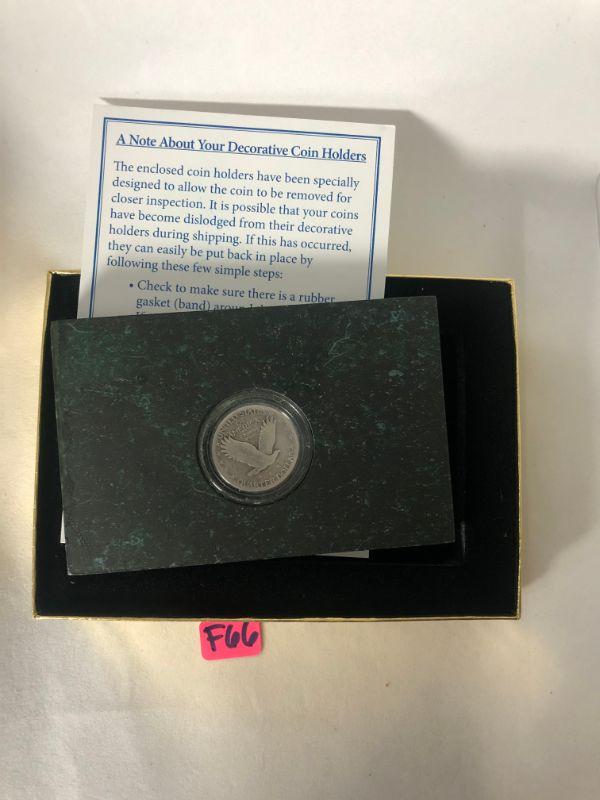 A Note About Your Decorative Coin Holders
The enclosed coin holders have been specially
designed to allow the coin to be removed for
closer inspection. It is possible that your coins
have become dislodged from their decorative
holders during shipping. If this has occurred,
they can easily be put back in place by
following these few simple steps:
• Check to make sure there is a rubber
gasket (band)
UNITED STATES
QUARTER DOLLAR
F66